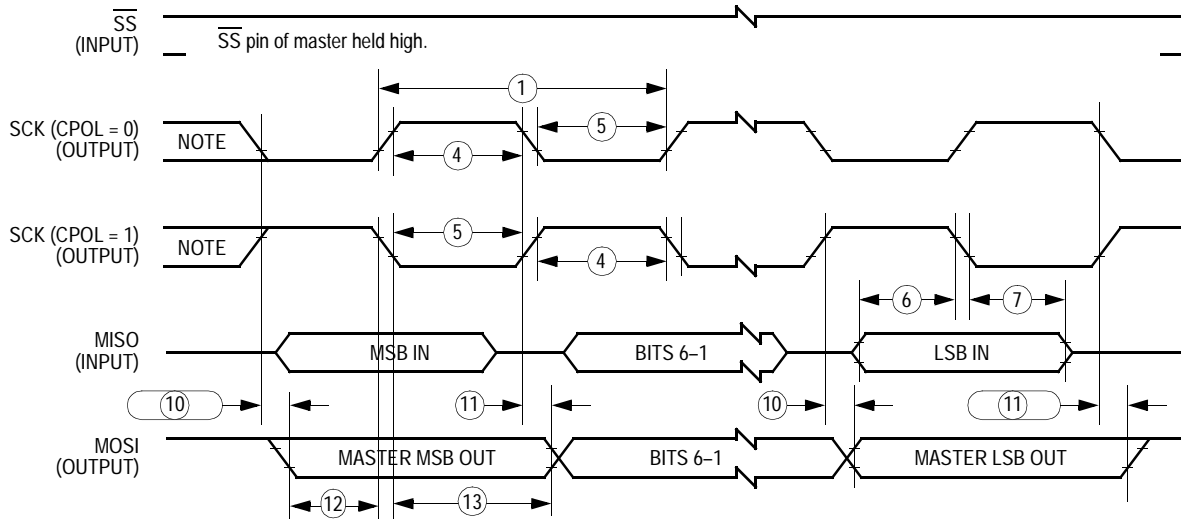 SS
(INPUT)
SS pin of master held high.
1
SCK (CPOL = 0)
(OUTPUT)
NOTE
5
4
SCK (CPOL = 1)
(OUTPUT)
NOTE
5
4
6
7
MISO
(INPUT)
MSB IN
BITS 6–1
LSB IN
10
11
10
11
MOSI
(OUTPUT)
MASTER MSB OUT
BITS 6–1
MASTER LSB OUT
12
13